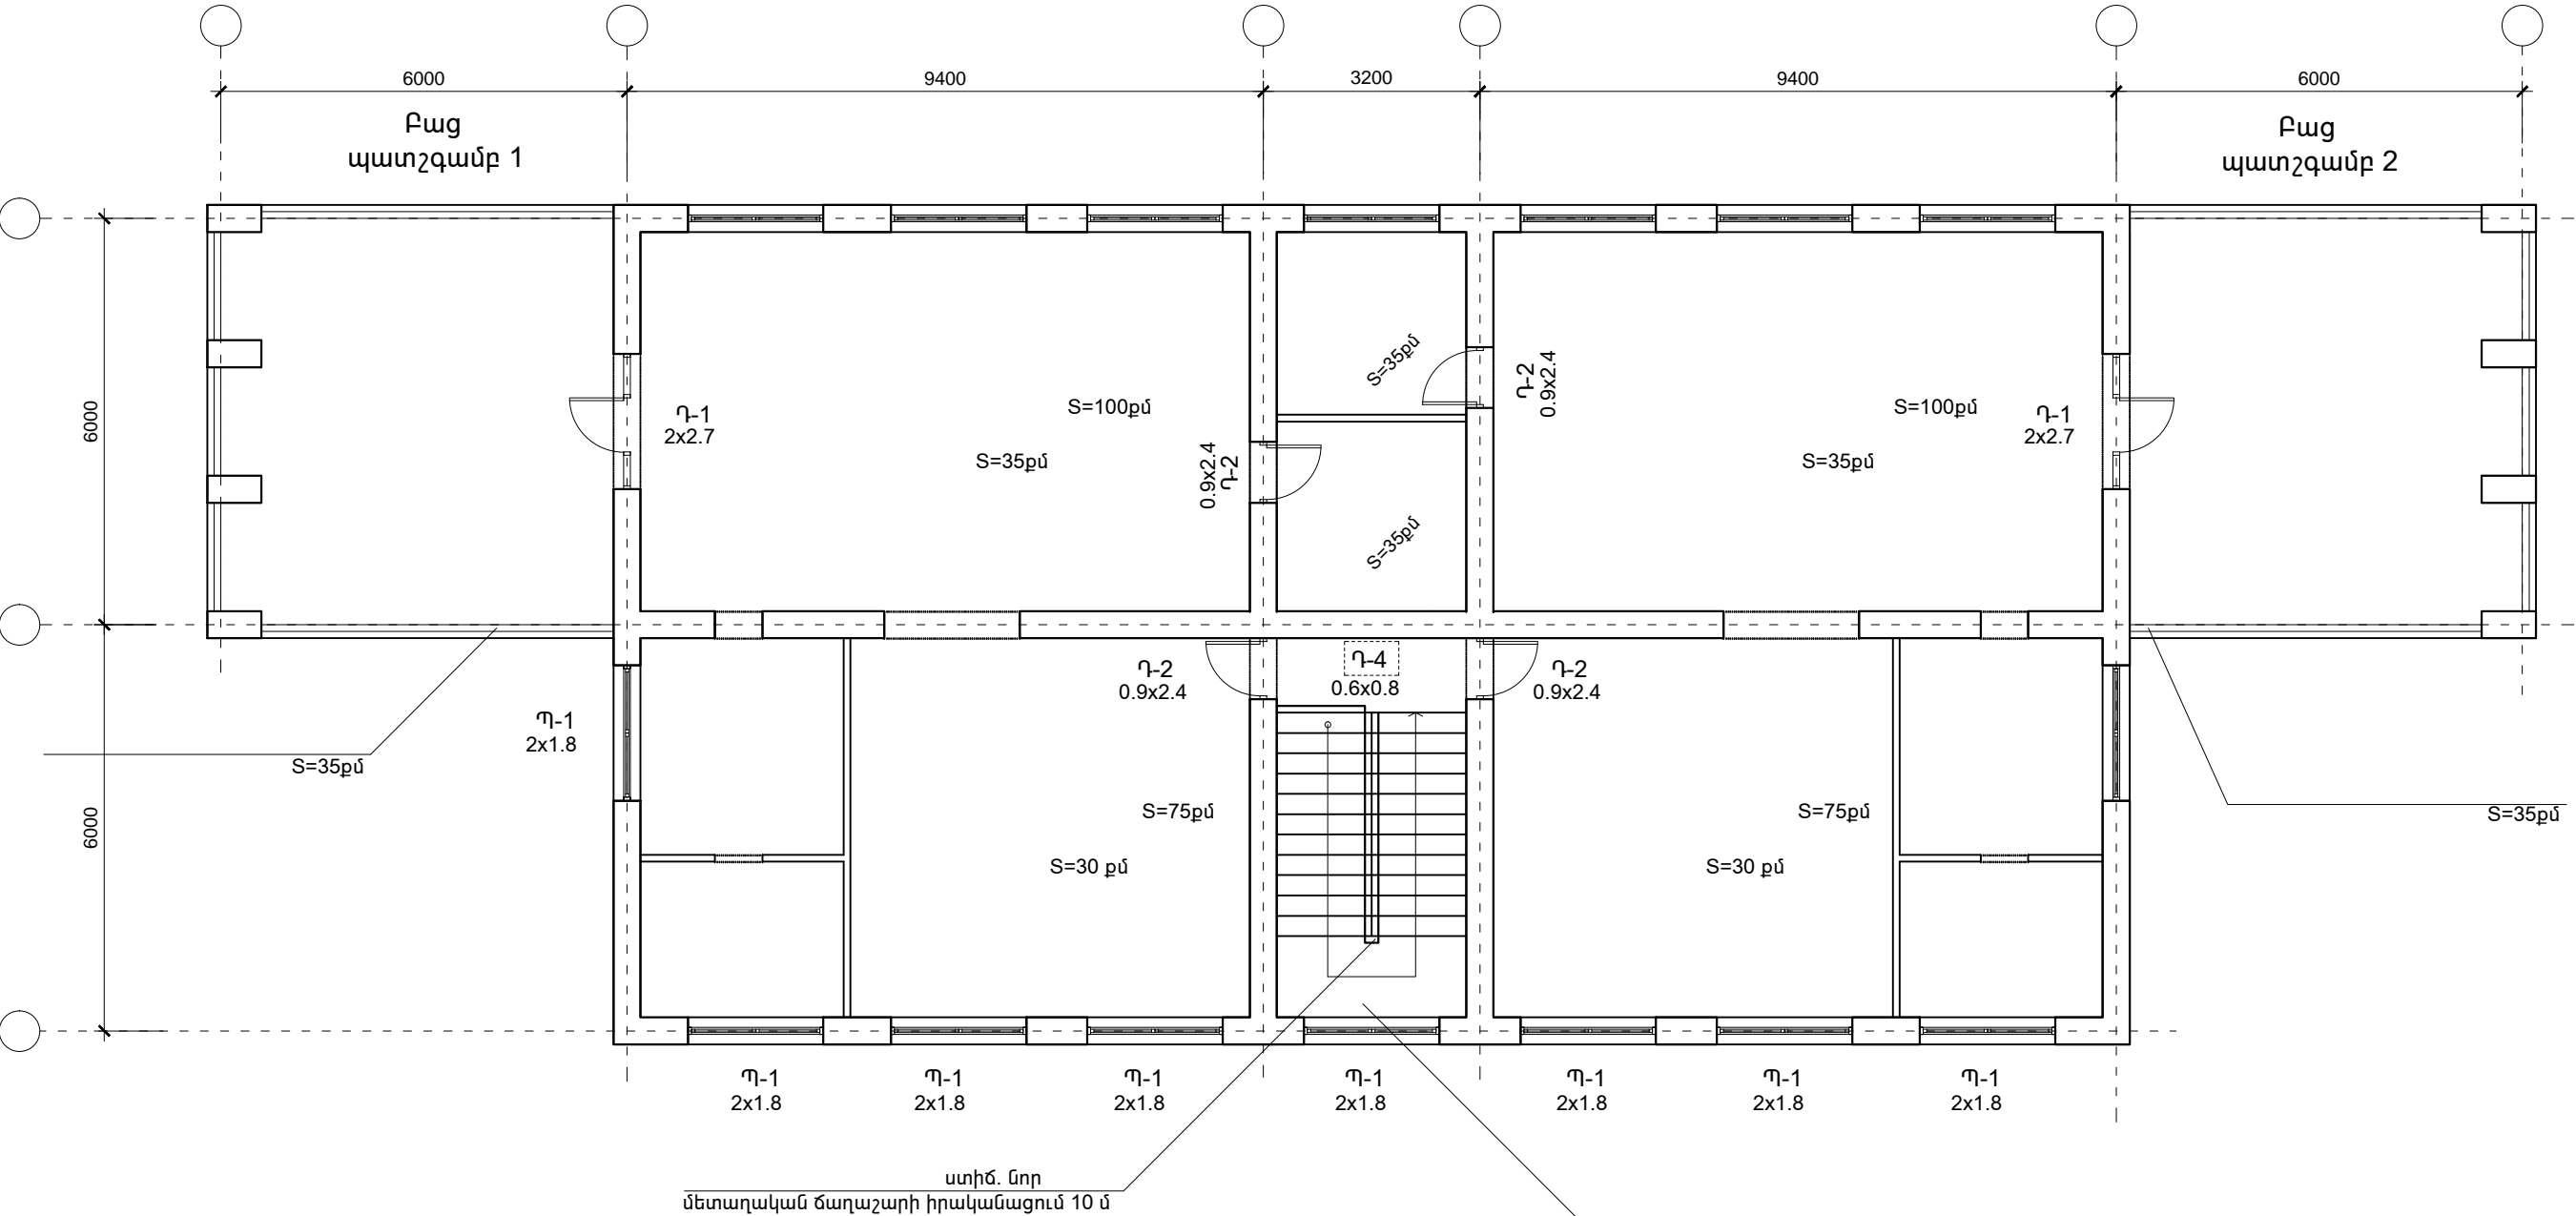 6000
9400
3200
9400
6000
Բաց
պատշգամբ 1
Բաց
պատշգամբ 2
6000
6000
Դ-1
2x2.7
S=100քմ
S=35քմ
0.9x2.4
Դ-2
S=35քմ
S=35քմ
Դ-2
0.9x2.4
S=100քմ
S=35քմ
Դ-1
2x2.7
Դ-2
0.9x2.4
Դ-4
0.6x0.8
Դ-2
0.9x2.4
Պ-1
2x1.8
S=35քմ
S=75քմ
S=30 քմ
S=75քմ
S=30 քմ
S=35քմ
Պ-1
2x1.8
Պ-1
2x1.8
Պ-1
2x1.8
Պ-1
2x1.8
Պ-1
2x1.8
Պ-1
2x1.8
Պ-1
2x1.8
ստիճ. նոր
մետաղական ճաղաշարի իրականացում 10 մ